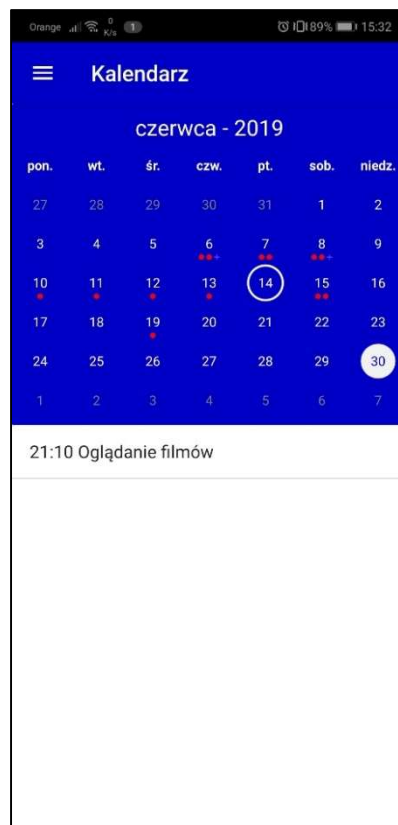 Orange 0 K/s 1 89% 15:32
Kalendarz
czerwca - 2019
pon. wt. śr. czw. pt. sob. niedz.
27 28 29 30 31 1 2
3 4 5 6 7 8 9
10 11 12 13 14 15 16
17 18 19 20 21 22 23
24 25 26 27 28 29 30
1 2 3 4 5 6 7
21:10 Oglądanie filmów